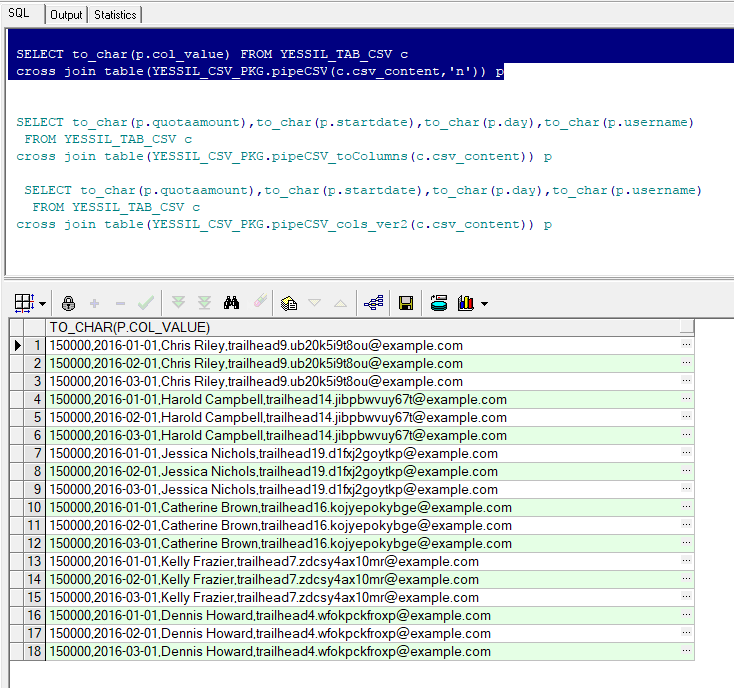 SQL Output Statistics
SELECT to_char(p.col_value) FROM YESSIL_TAB_CSV c
cross join table(YESSIL_CSV_PKG.pipeCSV(c.csv_content,'n')) p
SELECT to_char(p.quotaamount),to_char(p.startdate),to_char(p.day),to_char(p.username)
FROM YESSIL_TAB_CSV c
cross join table(YESSIL_CSV_PKG.pipeCSV_toColumns(c.csv_content)) p
SELECT to_char(p.quotaamount),to_char(p.startdate),to_char(p.day),to_char(p.username)
FROM YESSIL_TAB_CSV c
cross join table(YESSIL_CSV_PKG.pipeCSV_cols_ver2(c.csv_content)) p
TO_CHAR(P.COL_VALUE)
1 150000,2016-01-01,Chris Riley,trailhead9.ub20k5i9t8ou@example.com ...
2 150000,2016-02-01,Chris Riley,trailhead9.ub20k5i9t8ou@example.com ...
3 150000,2016-03-01,Chris Riley,trailhead9.ub20k5i9t8ou@example.com ...
4 150000,2016-01-01,Harold Campbell,trailhead14.jibpbwvuy67t@example.com ...
5 150000,2016-02-01,Harold Campbell,trailhead14.jibpbwvuy67t@example.com ...
6 150000,2016-03-01,Harold Campbell,trailhead14.jibpbwvuy67t@example.com ...
7 150000,2016-01-01,Jessica Nichols,trailhead19.d1fxj2goytkp@example.com ...
8 150000,2016-02-01,Jessica Nichols,trailhead19.d1fxj2goytkp@example.com ...
9 150000,2016-03-01,Jessica Nichols,trailhead19.d1fxj2goytkp@example.com ...
10 150000,2016-01-01,Catherine Brown,trailhead16.kojyepokybge@example.com ...
11 150000,2016-02-01,Catherine Brown,trailhead16.kojyepokybge@example.com ...
12 150000,2016-03-01,Catherine Brown,trailhead16.kojyepokybge@example.com ...
13 150000,2016-01-01,Kelly Frazier,trailhead7.zdcsy4ax10mr@example.com ...
14 150000,2016-02-01,Kelly Frazier,trailhead7.zdcsy4ax10mr@example.com ...
15 150000,2016-03-01,Kelly Frazier,trailhead7.zdcsy4ax10mr@example.com ...
16 150000,2016-01-01,Dennis Howard,trailhead4.wfokpckfroxp@example.com ...
17 150000,2016-02-01,Dennis Howard,trailhead4.wfokpckfroxp@example.com ...
18 150000,2016-03-01,Dennis Howard,trailhead4.wfokpckfroxp@example.com ...